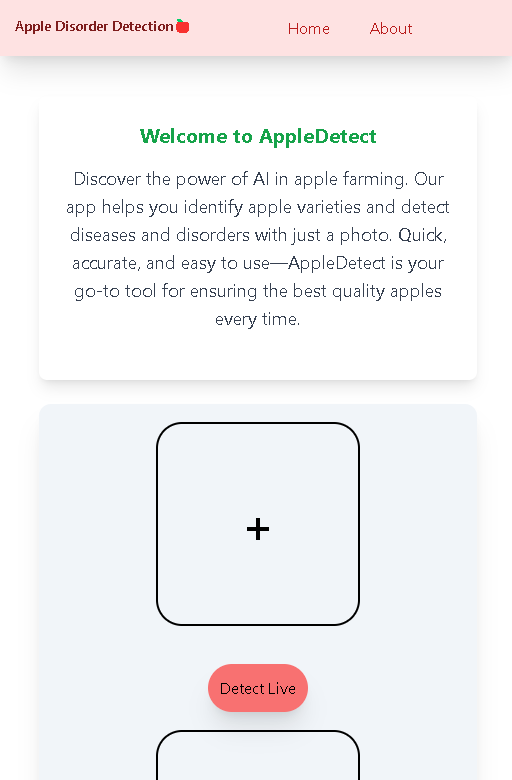 Apple Disorder Detection🍎
Home
About
Welcome to AppleDetect
Discover the power of AI in apple farming. Our
app helps you identify apple varieties and detect
diseases and disorders with just a photo. Quick,
accurate, and easy to use—AppleDetect is your
go-to tool for ensuring the best quality apples
every time.
+
Detect Live